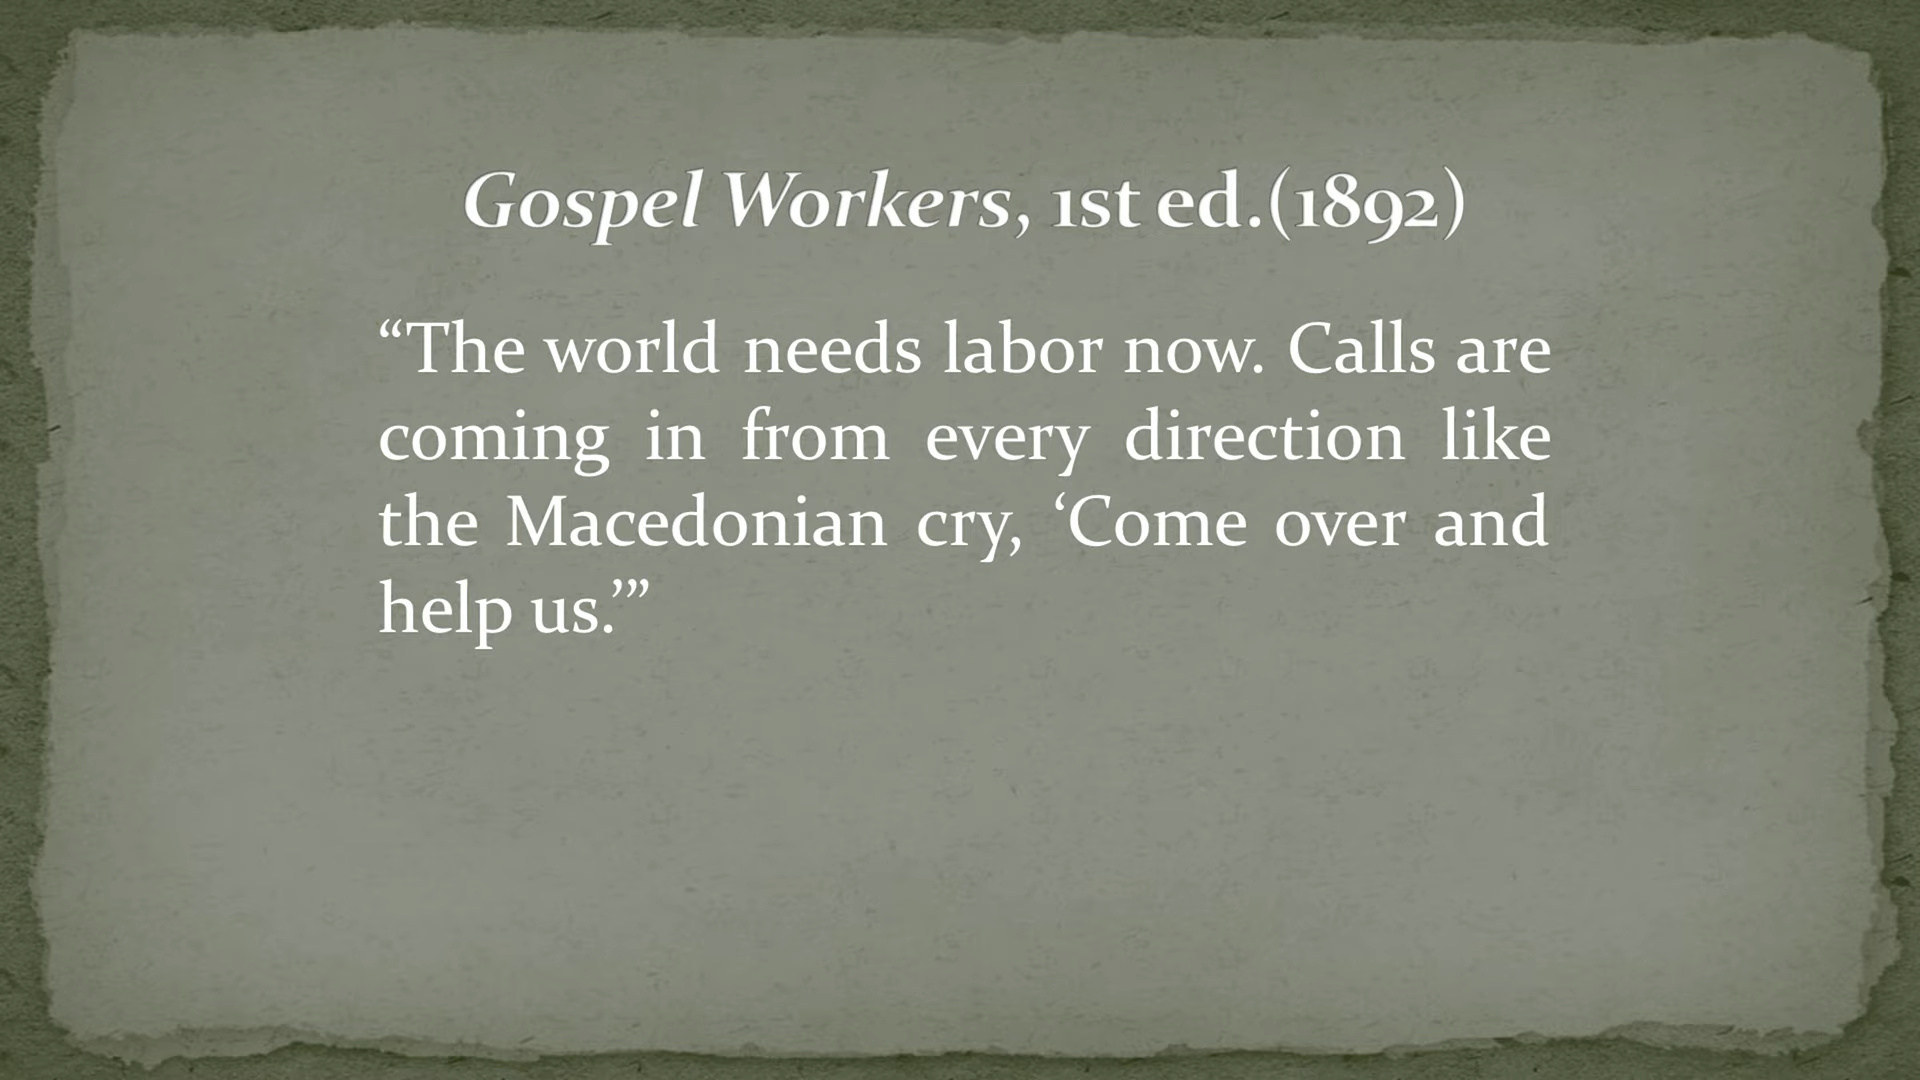 Gospel Workers, 1st ed.(1892)
“The world needs labor now. Calls are
coming in from every direction like
the Macedonian cry, ‘Come over and
help us.’”